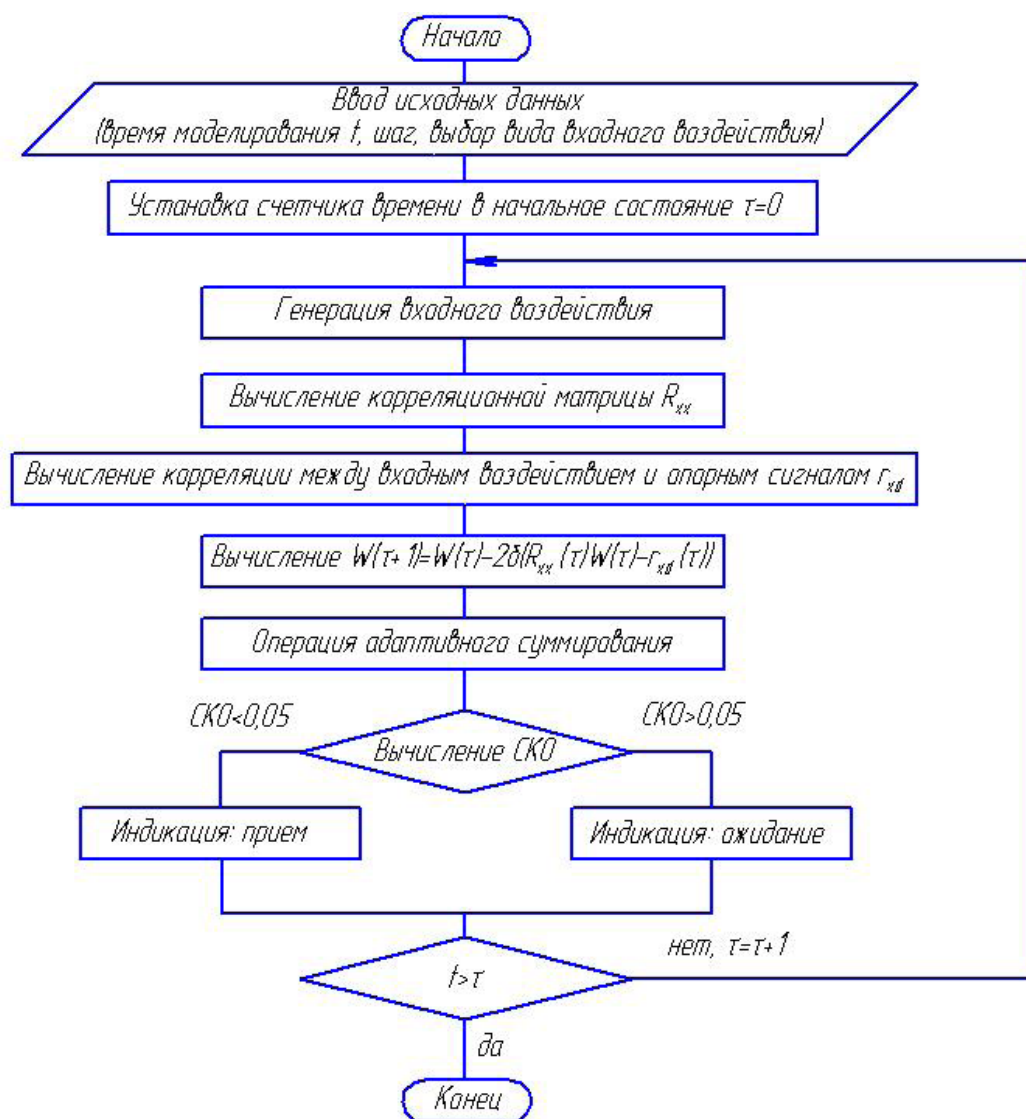 Начало
Ввод исходных данных
(время моделирования t, шаг, выбор вида входного воздействия)
Установка счетчика времени в начальное состояние τ=0
Генерация входного воздействия
Вычисление корреляционной матрицы Rxx
Вычисление корреляции между входным воздействием и опорным сигналом rxd
Вычисление W(τ+1)=W(τ)-2δ(Rxx(τ)W(τ)-rxd(τ))
Операция адаптивного суммирования
СКО<0,05
СКО>0,05
Вычисление СКО
Индикация: прием
Индикация: ожидание
нет, τ=τ+1
t>τ
да
Конец